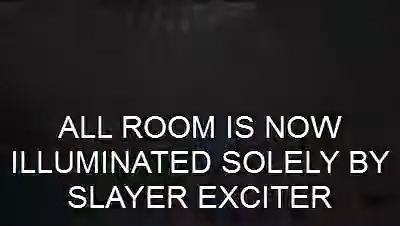 ALL ROOM IS NOW
ILLUMINATED SOLELY BY
SLAYER EXCITER